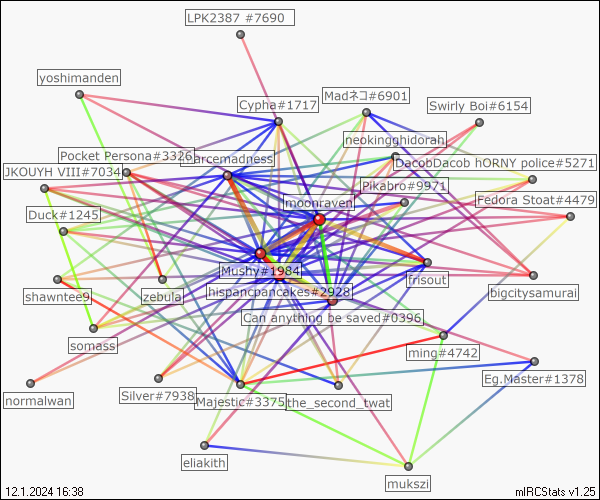 LPK2387 #7690
yoshimanden
Madネコ#6901
Cypha#1717
Swirly Boi#6154
neokingghidorah
Pocket Persona#3326
arcemadness
DacobDacob hORNY police#5271
JKOUYH VIII#7034
Pikabro#9971
moonraven
Fedora Stoat#4479
Duck#1245
Mushy#1984
frisout
shawntee9
zebula
hispancpancakes#2928
bigcitysamurai
Can anything be saved#0396
somass
ming#4742
Eg.Master#1378
normalwan
Silver#7938
Majestic#3375
the_second_twat
eliakith
mukszi
12.1.2024 16:38
mIRCStats v1.25